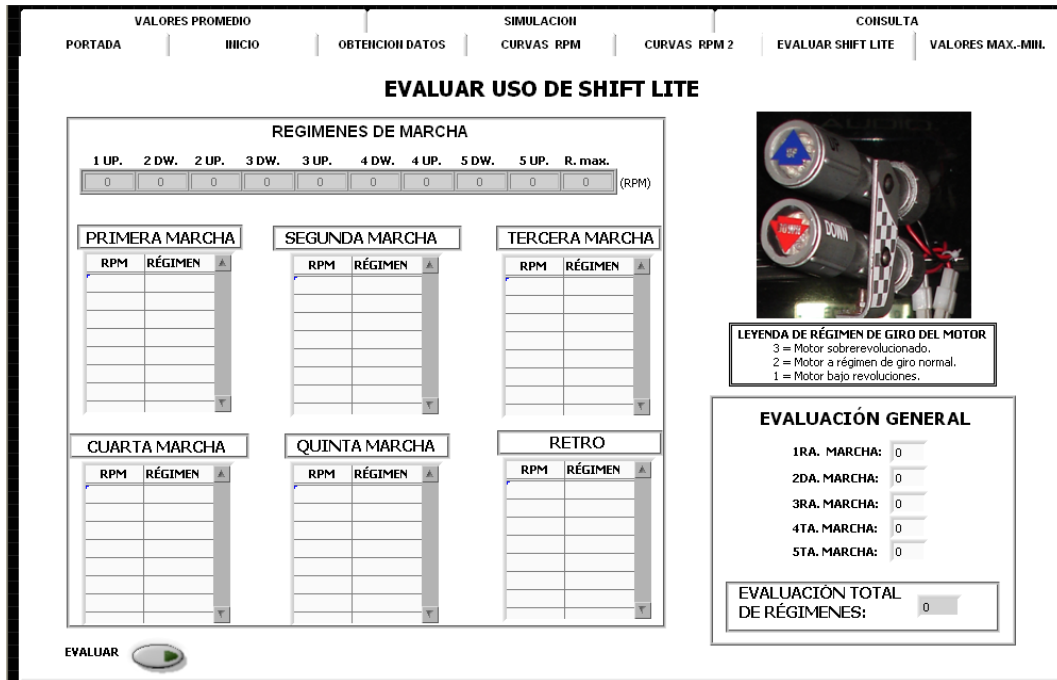 VALORES PROMEDIO SIMULACION CONSULTA
PORTADA INICIO OBTENCION DATOS CURVAS RPM CURVAS RPM 2 EVALUAR SHIFT LITE VALORES MAX.-MIN.
EVALUAR USO DE SHIFT LITE
REGIMENES DE MARCHA
1 UP. 2 DW. 2 UP. 3 DW. 3 UP. 4 DW. 4 UP. 5 DW. 5 UP. R. max.
0 0 0 0 0 0 0 0 0 0 (RPM)
PRIMERA MARCHA SEGUNDA MARCHA TERCERA MARCHA
RPM RÉGIMEN RPM RÉGIMEN RPM RÉGIMEN
CUARTA MARCHA QUINTA MARCHA RETRO
RPM RÉGIMEN RPM RÉGIMEN RPM RÉGIMEN
EVALUAR
UP
DOWN
LEYENDA DE RÉGIMEN DE GIRO DEL MOTOR
3 = Motor sobrerevolucionado.
2 = Motor a régimen de giro normal.
1 = Motor bajo revoluciones.
EVALUACIÓN GENERAL
1RA. MARCHA: 0
2DA. MARCHA: 0
3RA. MARCHA: 0
4TA. MARCHA: 0
5TA. MARCHA: 0
EVALUACIÓN TOTAL
DE RÉGIMENES: 0